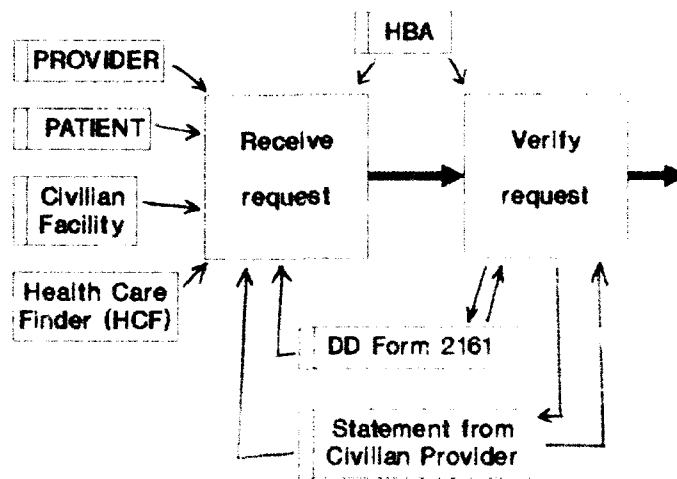 HBA
PROVIDER
PATIENT
Civilian
Facility
Health Care
Finder (HCF)
Receive
request
Verify
request
DD Form 2161
Statement from
Civilian Provider